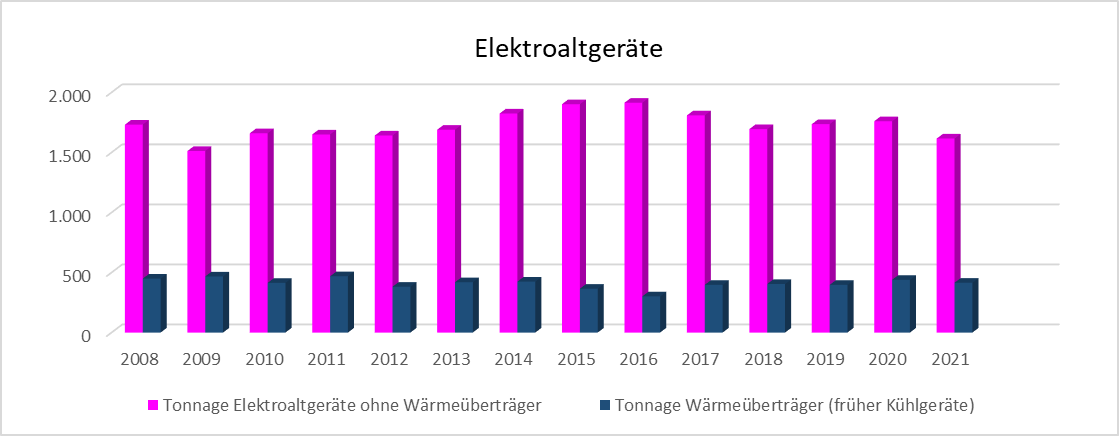 Elektroaltgeräte
2.000
1.500
1.000
500
0
2008 2009 2010 2011 2012 2013 2014 2015 2016 2017 2018 2019 2020 2021
Tonnage Elektroaltgeräte ohne Wärmeüberträger Tonnage Wärmeüberträger (früher Kühlgeräte)